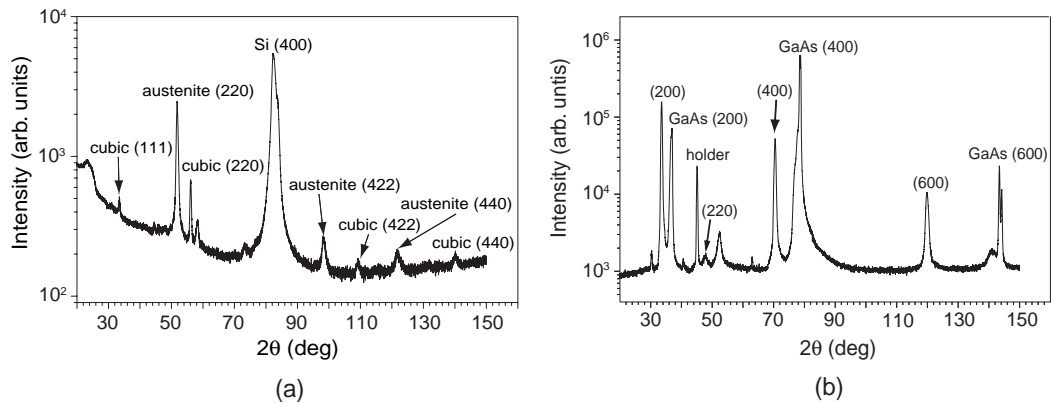 (a)
10^4
10^3
10^2
Intensity (arb. units)
Si (400)
austenite (220)
cubic (111)
cubic (220)
austenite (422)
cubic (422)
austenite (440)
cubic (440)
30 50 70 90 110 130 150
2θ (deg)
(a)
(b)
10^6
10^5
10^4
10^3
Intensity (arb. untis)
GaAs (400)
(200)
(400)
GaAs (200)
holder
(220)
GaAs (600)
(600)
30 50 70 90 110 130 150
2θ (deg)
(b)